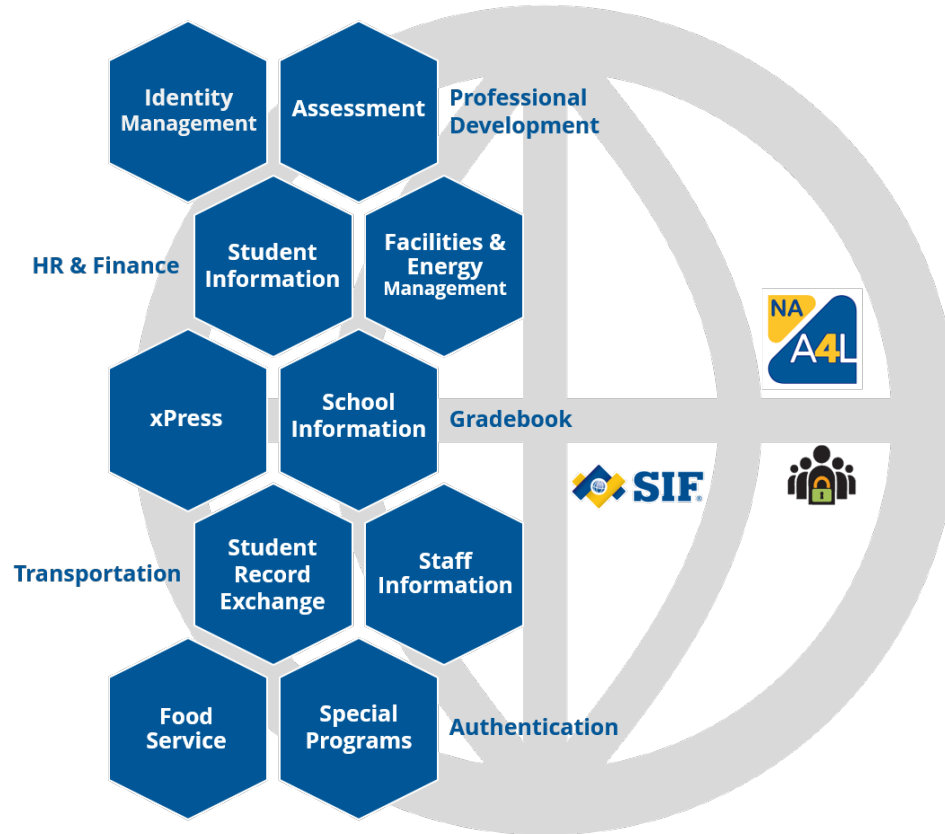 Identity
Management
Assessment
Professional
Development
HR & Finance
Student
Information
Facilities &
Energy
Management
NA
A4L
xPress
School
Information
Gradebook
SIF®
Transportation
Student
Record
Exchange
Staff
Information
Food
Service
Special
Programs
Authentication